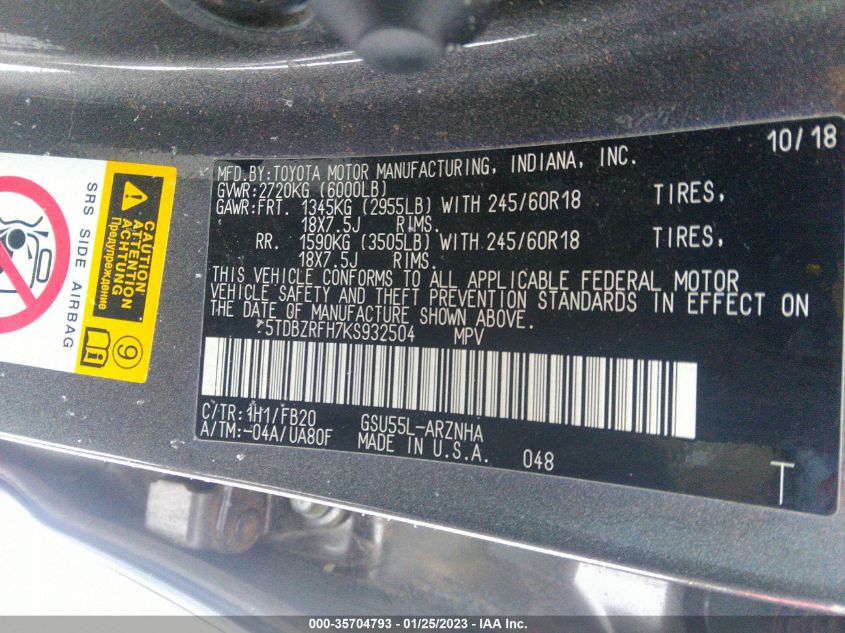 10/18
MFD.BY:TOYOTA MOTOR MANUFACTURING, INDIANA, INC.
GVWR:2720KG (6000LB)
GAWR:FRT. 1345KG (2955LB) WITH 245/60R18 TIRES,
18X7.5J RIMS.
RR. 1590KG (3505LB) WITH 245/60R18 TIRES,
18X7.5J RIMS.
THIS VEHICLE CONFORMS TO ALL APPLICABLE FEDERAL MOTOR
VEHICLE SAFETY AND THEFT PREVENTION STANDARDS IN EFFECT ON
THE DATE OF MANUFACTURE SHOWN ABOVE.
5TDBZRFH7KS932504 MPV
C/TR:1H1/FB20 GSU55L-ARZNHA
A/TM:-04A/UA80F MADE IN U.S.A. 048
T
SRS SIDE AIRBAG
CAUTION
ATTENTION
ACHTUNG
Предупреждение
9
000-35704793 - 01/25/2023 - IAA Inc.